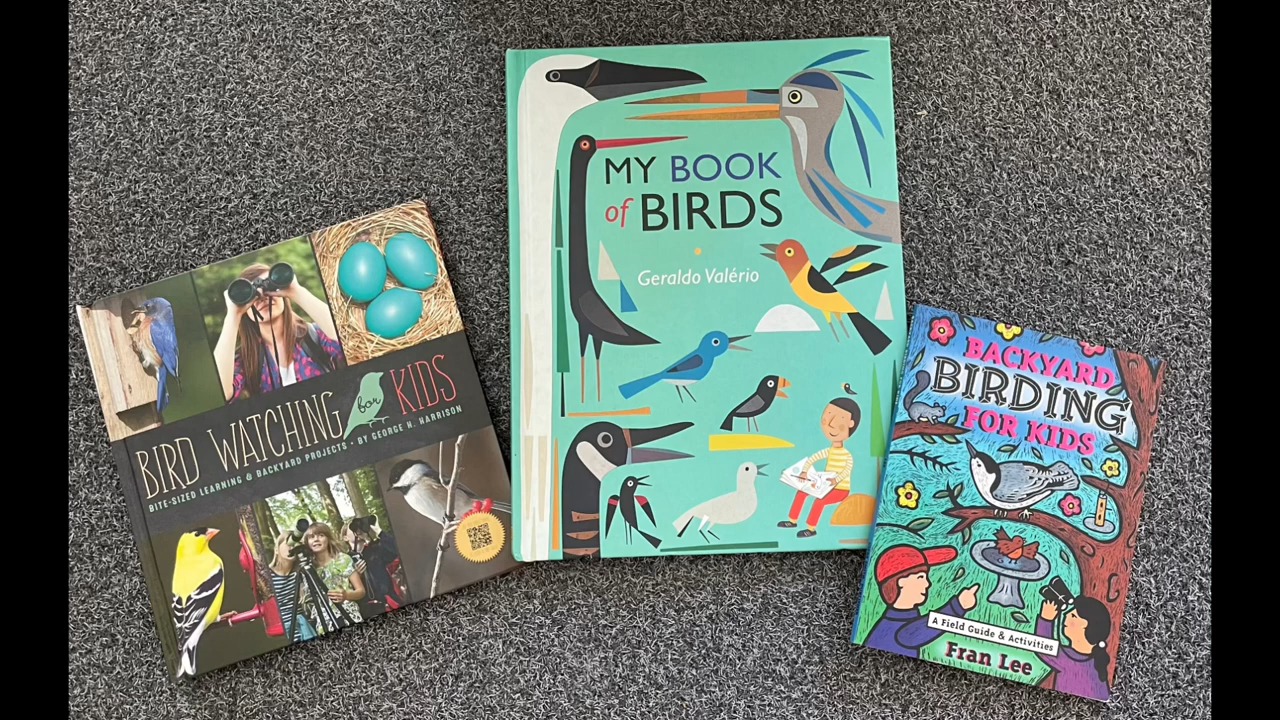 BIRD WATCHING for KIDS
BITE-SIZED LEARNING & BACKYARD PROJECTS • BY GEORGE H. HARRISON
MY BOOK
of BIRDS
Geraldo Valério
BACKYARD
BIRDING
FOR KIDS
A Field Guide & Activities
Fran Lee